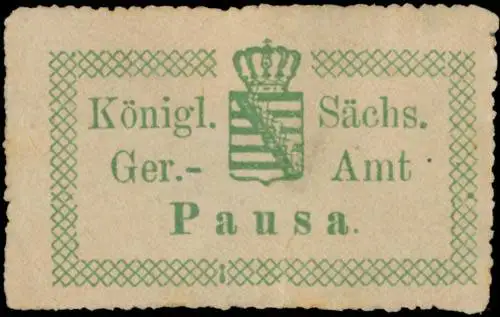 Königl. Sächs.
Ger.- Amt
Pausa.